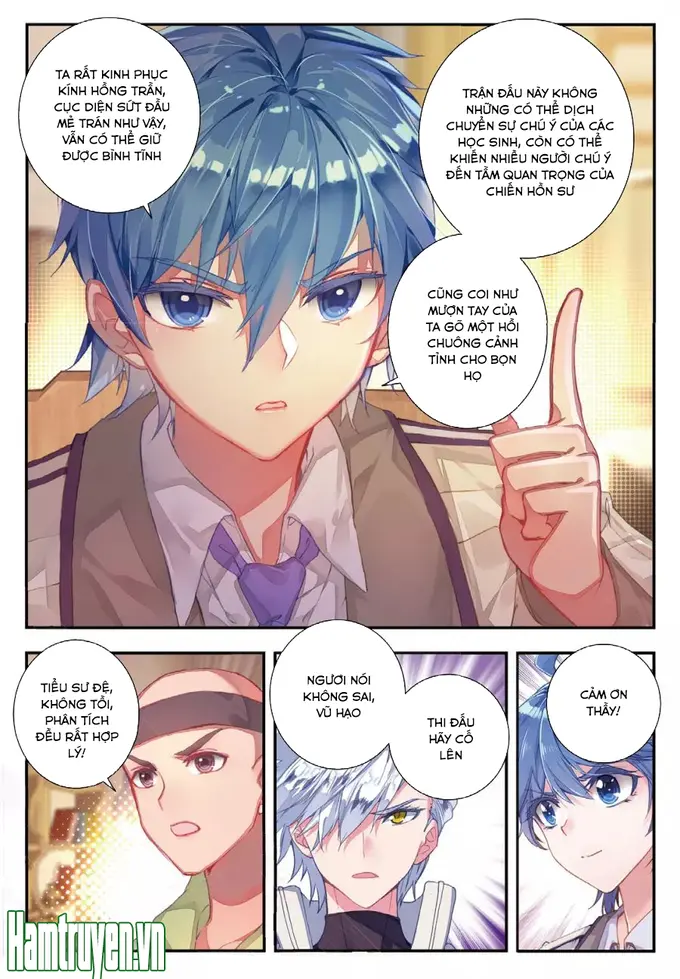 TA RẤT KINH PHỤC
KÍNH HỒNG TRẦN,
CỤC DIỆN SỨT ĐẦU
MẺ TRÁN NHƯ VẬY,
VẪN CÓ THỂ GIỮ
ĐƯỢC BÌNH TĨNH
TRẬN ĐẤU NÀY KHÔNG
NHỮNG CÓ THỂ DỊCH
CHUYỂN SỰ CHÚ Ý CỦA CÁC
HỌC SINH, CÒN CÓ THỂ
KHIẾN NHIỀU NGƯỜI CHÚ Ý
ĐẾN TẦM QUAN TRỌNG CỦA
CHIẾN HỒN SƯ
CŨNG COI NHƯ
MƯỢN TAY CỦA
TA GÕ MỘT HỒI
CHUÔNG CẢNH
TỈNH CHO BỌN
HỌ
TIỂU SƯ ĐỆ,
KHÔNG TỒI,
PHÂN TÍCH
ĐỀU RẤT HỢP
LÝ!
NGƯƠI NÓI
KHÔNG SAI,
VŨ HẠO
THI ĐẤU
HÃY CỐ
LÊN
CẢM ƠN
THẦY!
Hamtruyen.vn